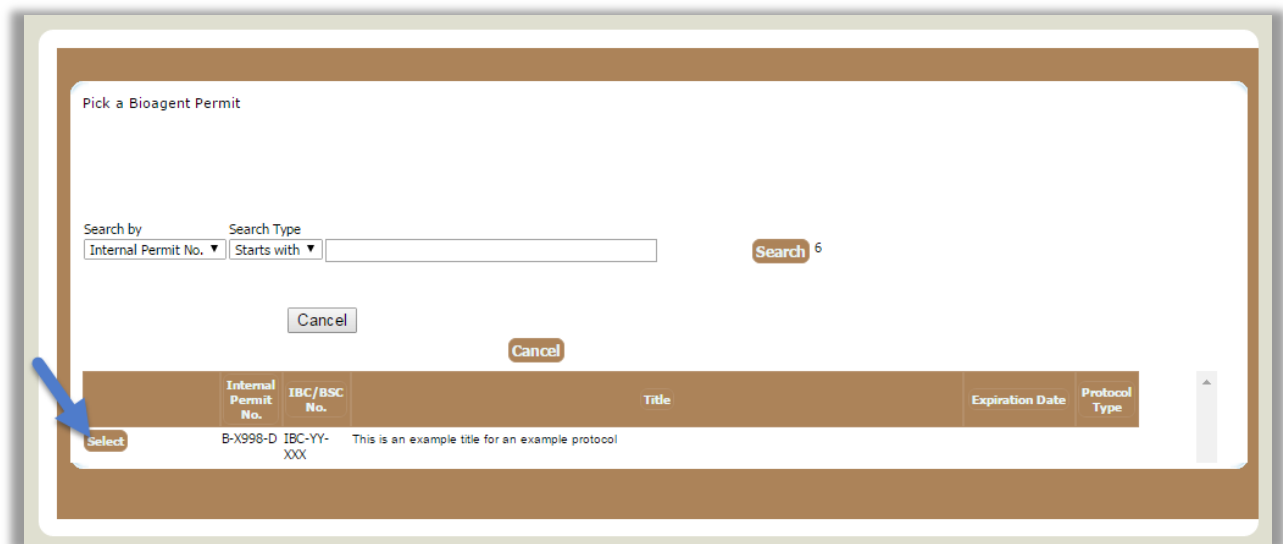 Pick a Bioagent Permit
Search by Search Type
Internal Permit No. Starts with Search 6
Cancel
Cancel
Internal Permit No. IBC/BSC No. Title Expiration Date Protocol Type
Select B-X998-D IBC-YY-XXX This is an example title for an example protocol